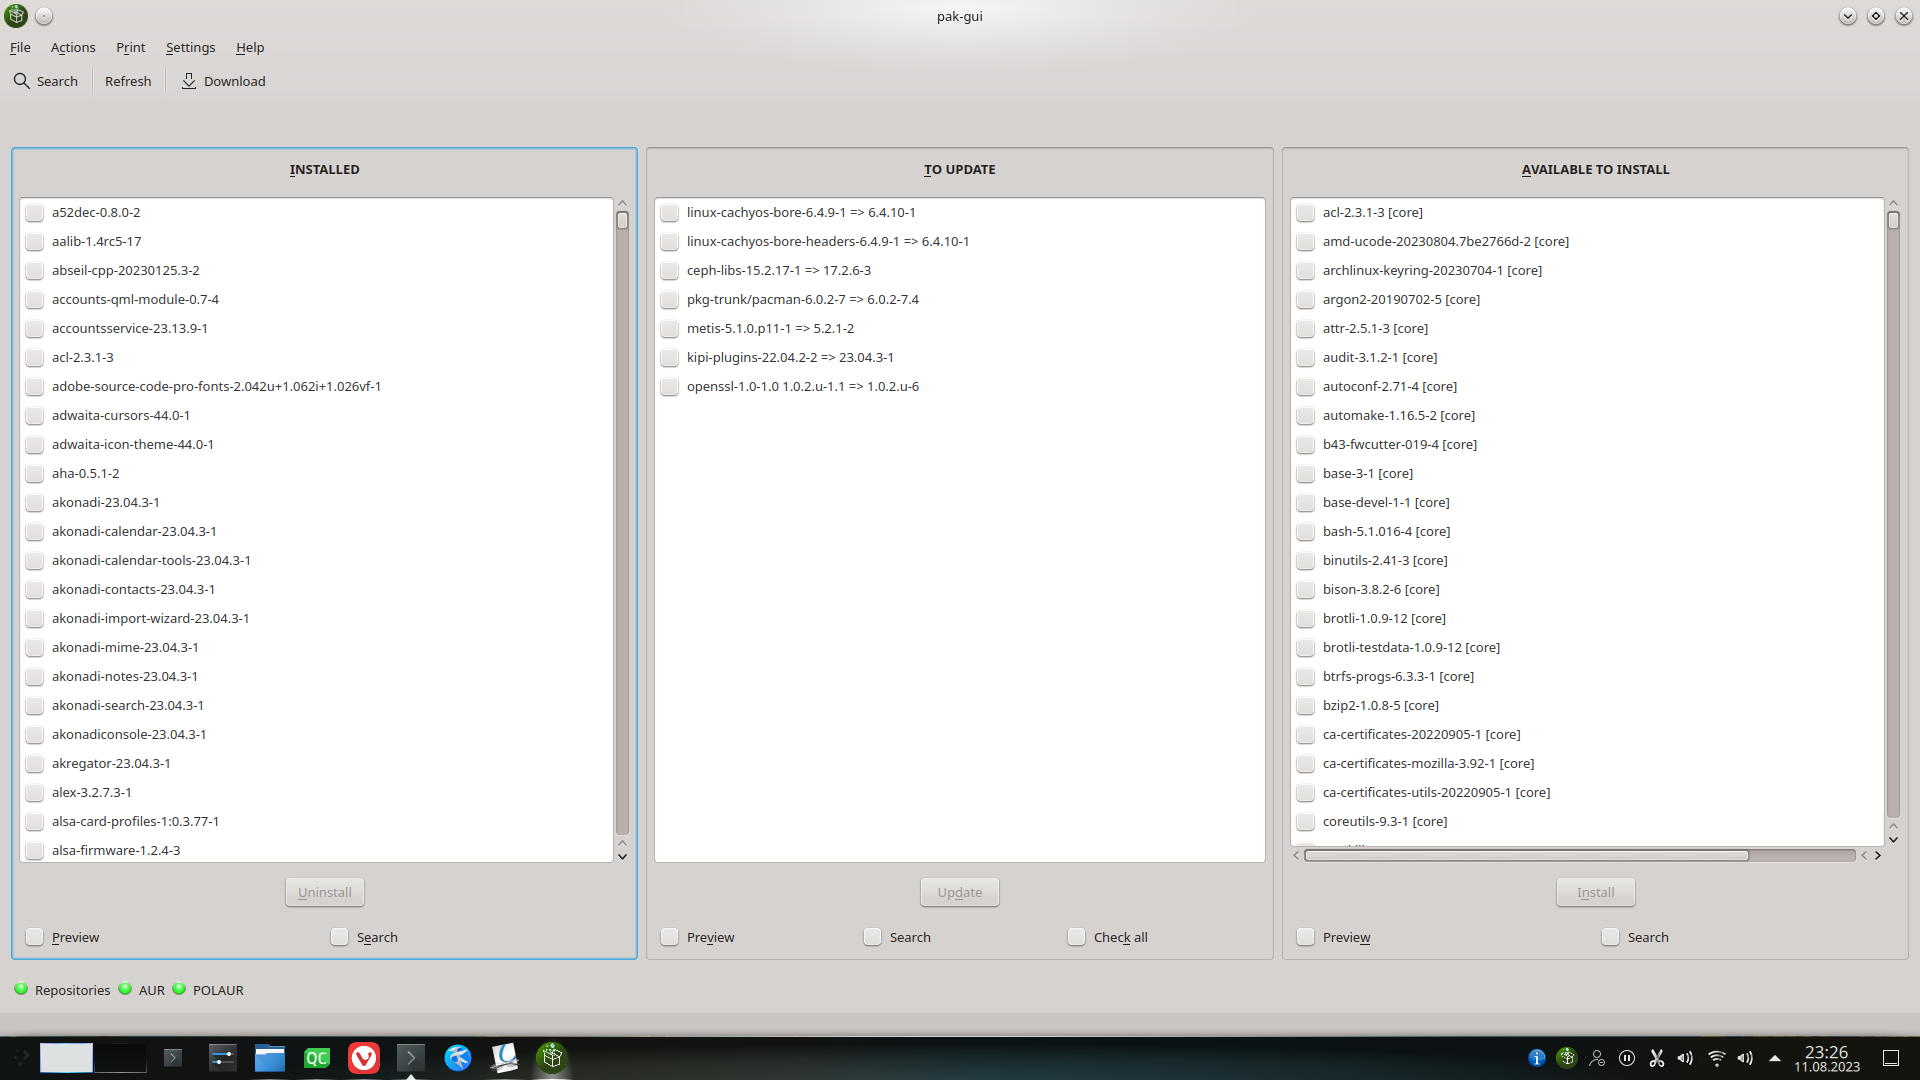 pak-gui
File Actions Print Settings Help
Search Refresh Download
INSTALLED
a52dec-0.8.0-2
aalib-1.4rc5-17
abseil-cpp-20230125.3-2
accounts-qml-module-0.7-4
accountsservice-23.13.9-1
acl-2.3.1-3
adobe-source-code-pro-fonts-2.042u+1.062i+1.026vf-1
adwaita-cursors-44.0-1
adwaita-icon-theme-44.0-1
aha-0.5.1-2
akonadi-23.04.3-1
akonadi-calendar-23.04.3-1
akonadi-calendar-tools-23.04.3-1
akonadi-contacts-23.04.3-1
akonadi-import-wizard-23.04.3-1
akonadi-mime-23.04.3-1
akonadi-notes-23.04.3-1
akonadi-search-23.04.3-1
akonadiconsole-23.04.3-1
akregator-23.04.3-1
alex-3.2.7.3-1
alsa-card-profiles-1:0.3.77-1
alsa-firmware-1.2.4-3
Uninstall
Preview Search
TO UPDATE
linux-cachyos-bore-6.4.9-1 => 6.4.10-1
linux-cachyos-bore-headers-6.4.9-1 => 6.4.10-1
ceph-libs-15.2.17-1 => 17.2.6-3
pkg-trunk/pacman-6.0.2-7 => 6.0.2-7.4
metis-5.1.0.p11-1 => 5.2.1-2
kipi-plugins-22.04.2-2 => 23.04.3-1
openssl-1.0-1.0 1.0.2.u-1.1 => 1.0.2.u-6
Update
Preview Search Check all
AVAILABLE TO INSTALL
acl-2.3.1-3 [core]
amd-ucode-20230804.7be2766d-2 [core]
archlinux-keyring-20230704-1 [core]
argon2-20190702-5 [core]
attr-2.5.1-3 [core]
audit-3.1.2-1 [core]
autoconf-2.71-4 [core]
automake-1.16.5-2 [core]
b43-fwcutter-019-4 [core]
base-3-1 [core]
base-devel-1-1 [core]
bash-5.1.016-4 [core]
binutils-2.41-3 [core]
bison-3.8.2-6 [core]
brotli-1.0.9-12 [core]
brotli-testdata-1.0.9-12 [core]
btrfs-progs-6.3.3-1 [core]
bzip2-1.0.8-5 [core]
ca-certificates-20220905-1 [core]
ca-certificates-mozilla-3.92-1 [core]
ca-certificates-utils-20220905-1 [core]
coreutils-9.3-1 [core]
Install
Preview Search
Repositories AUR POLAUR
QC
23:26
11.08.2023